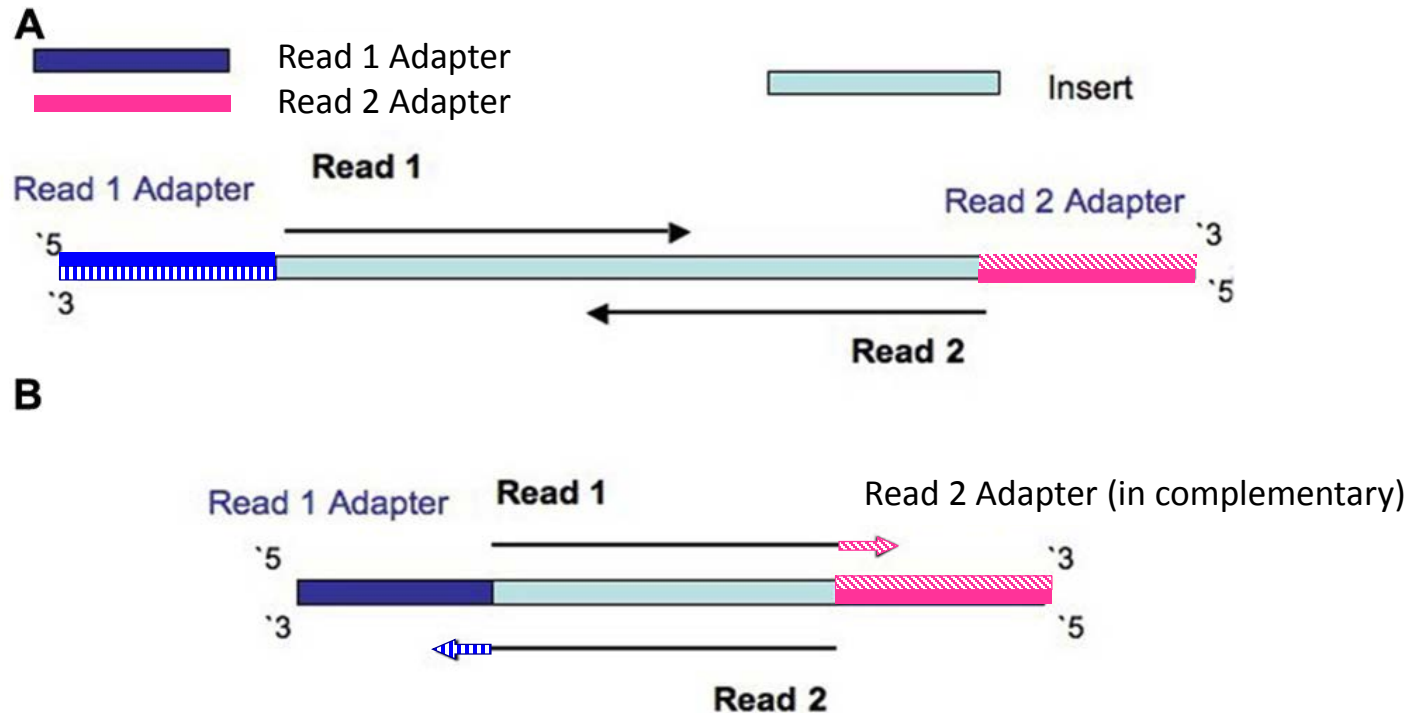 A
Read 1 Adapter
Read 2 Adapter
Insert
Read 1
Read 1 Adapter
Read 2 Adapter
`5
`3
`3
`5
Read 2
B
Read 1 Adapter
Read 1
Read 2 Adapter (in complementary)
`5
`3
`3
`5
Read 2